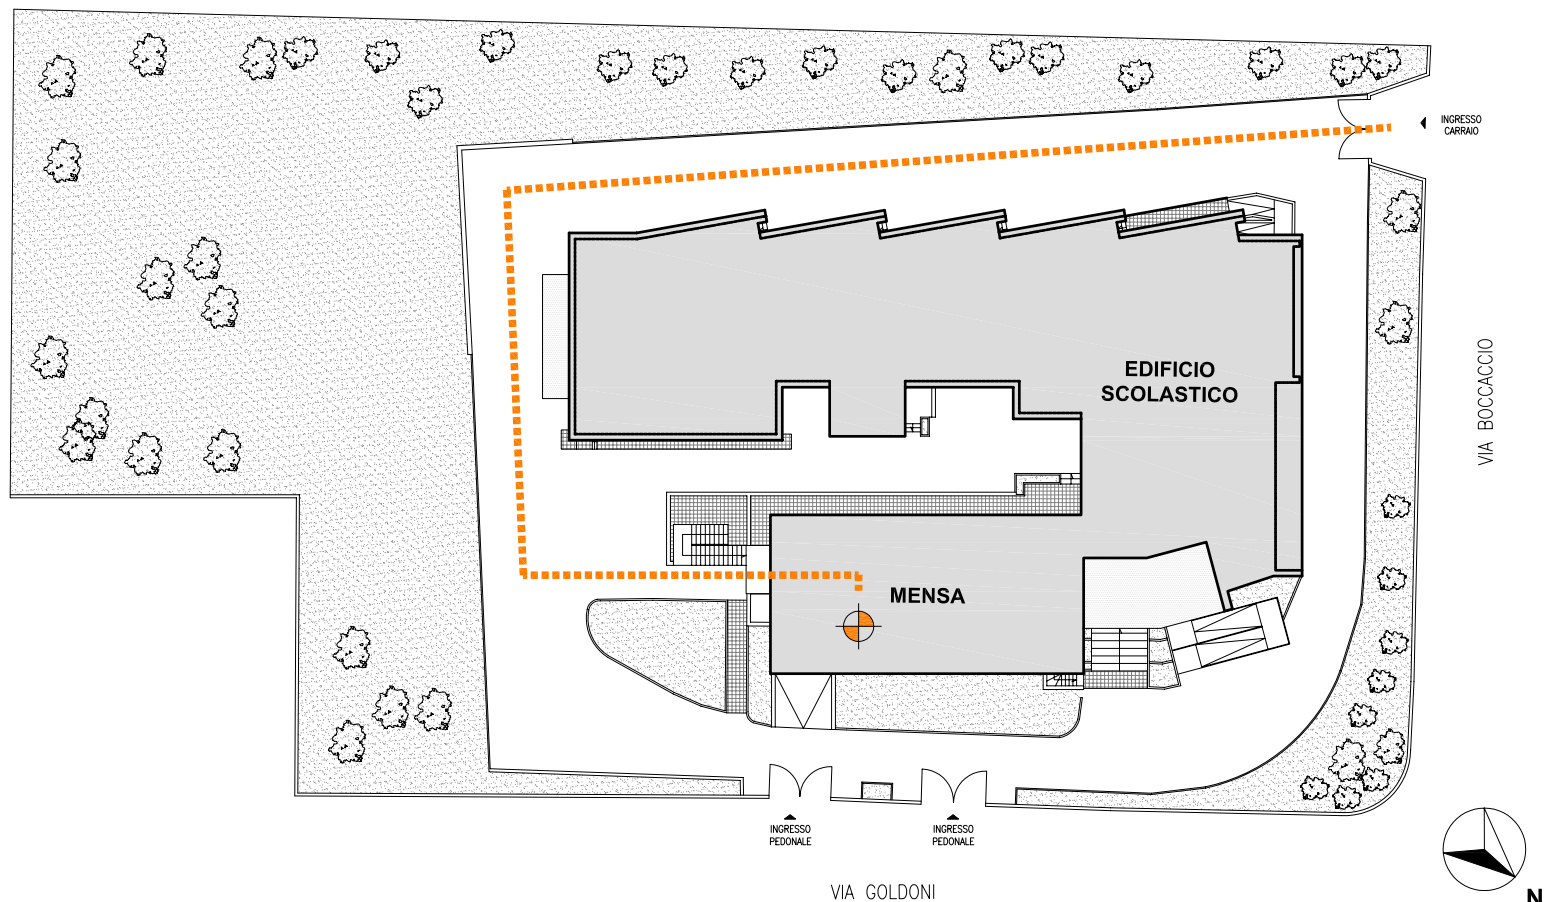 INGRESSO
CARRAIO
EDIFICIO
SCOLASTICO
VIA BOCCACCIO
MENSA
INGRESSO
PEDONALE
INGRESSO
PEDONALE
VIA GOLDONI
N